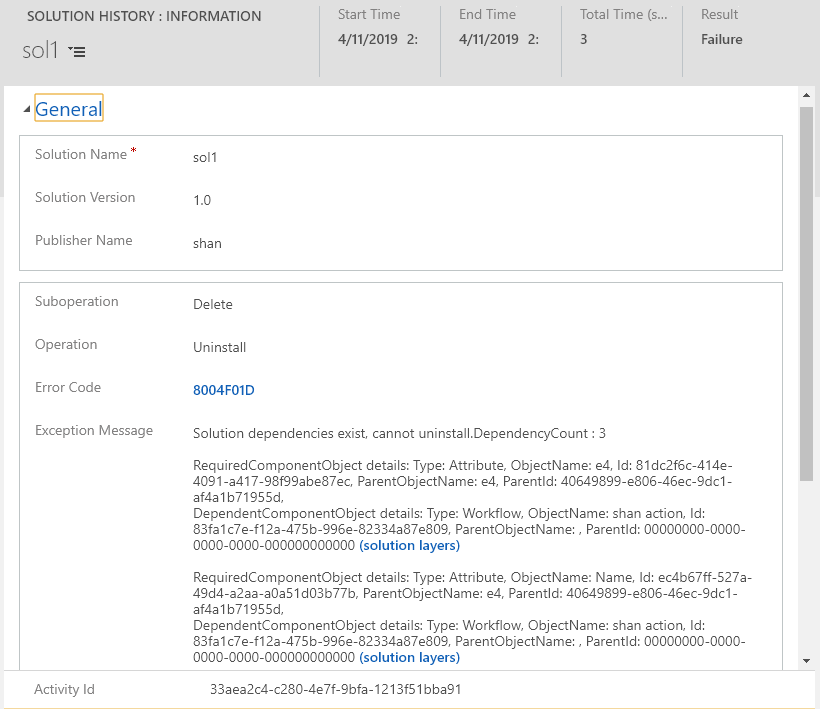 SOLUTION HISTORY : INFORMATION
sol1
Start Time
4/11/2019 2:
End Time
4/11/2019 2:
Total Time (s...
3
Result
Failure
General
Solution Name *
sol1
Solution Version
1.0
Publisher Name
shan
Suboperation
Delete
Operation
Uninstall
Error Code
8004F01D
Exception Message
Solution dependencies exist, cannot uninstall.DependencyCount : 3
RequiredComponentObject details: Type: Attribute, ObjectName: e4, Id: 81dc2f6c-414e-
4091-a417-98f99abe87ec, ParentObjectName: e4, ParentId: 40649899-e806-46ec-9dc1-
af4a1b71955d,
DependentComponentObject details: Type: Workflow, ObjectName: shan action, Id:
83fa1c7e-f12a-475b-996e-82334a87e809, ParentObjectName: , ParentId: 00000000-0000-
0000-0000-000000000000 (solution layers)
RequiredComponentObject details: Type: Attribute, ObjectName: Name, Id: ec4b67ff-527a-
49d4-a2aa-a0a51d03b77b, ParentObjectName: e4, ParentId: 40649899-e806-46ec-9dc1-
af4a1b71955d,
DependentComponentObject details: Type: Workflow, ObjectName: shan action, Id:
83fa1c7e-f12a-475b-996e-82334a87e809, ParentObjectName: , ParentId: 00000000-0000-
0000-0000-000000000000 (solution layers)
Activity Id
33aea2c4-c280-4e7f-9bfa-1213f51bba91